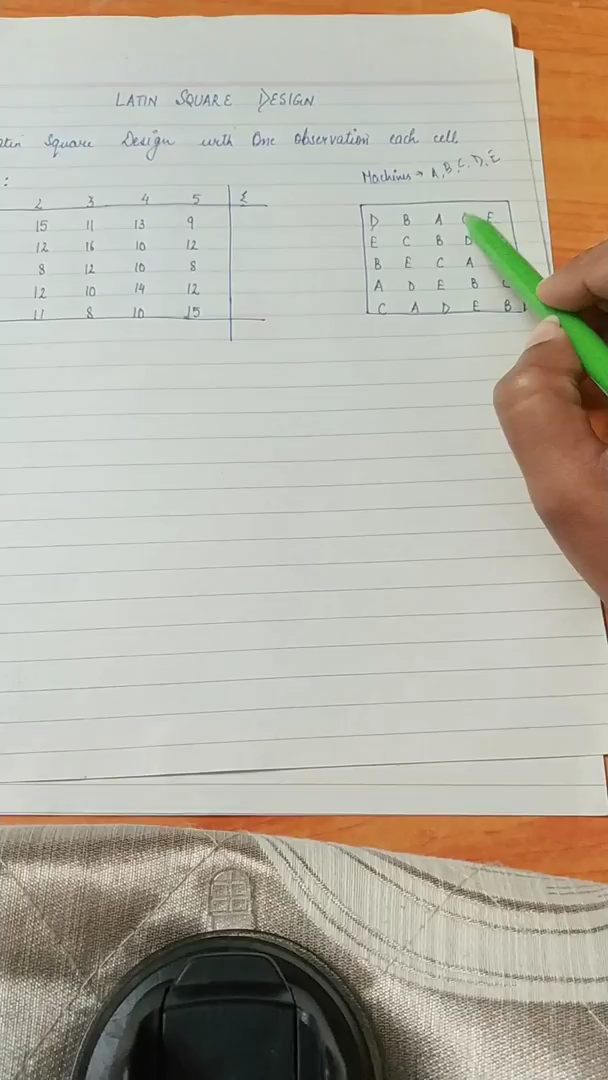 LATIN SQUARE DESIGN
Square Design with One observation each cell
:
Machines → A, B, C, D, E
2 3 4 5 Σ
15 11 13 9
12 16 10 12
8 12 10 8
12 10 14 12
11 8 10 15
D B A E
E C B D
B E C A
A D E B C
C A D E B